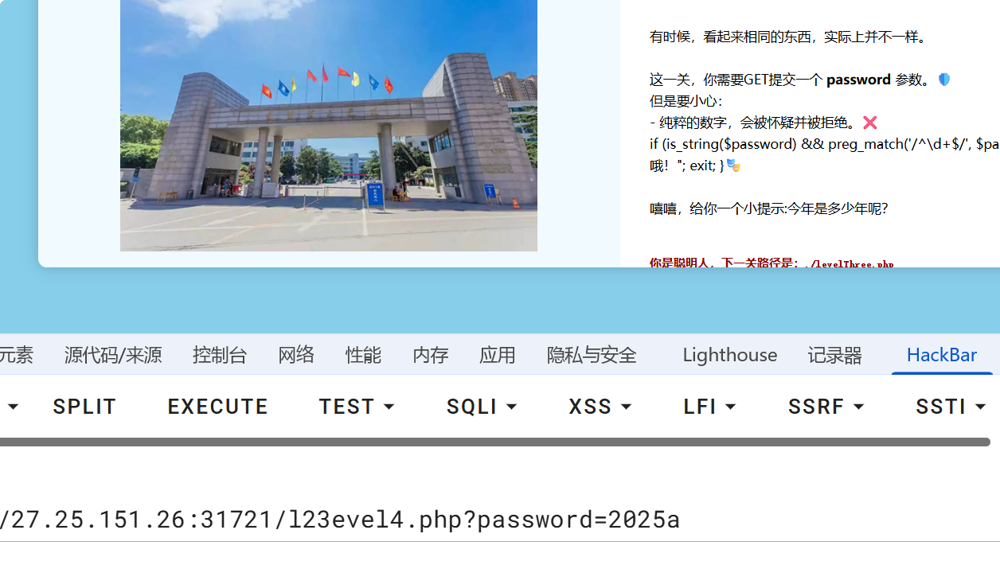 有时候，看起来相同的东西，实际上并不一样。
这一关，你需要GET提交一个 password 参数。
但是要小心：
- 纯粹的数字，会被怀疑并被拒绝。
if (is_string($password) && preg_match('/^\d+$/', $pa
哦！"; exit; }
嘻嘻，给你一个小提示:今年是多少年呢？
你是聪明人，下一关路径是：./levelThree.php
元素 源代码/来源 控制台 网络 性能 内存 应用 隐私与安全 Lighthouse 记录器 HackBar
SPLIT EXECUTE TEST SQLI XSS LFI SSRF SSTI
/27.25.151.26:31721/l23evel4.php?password=2025a